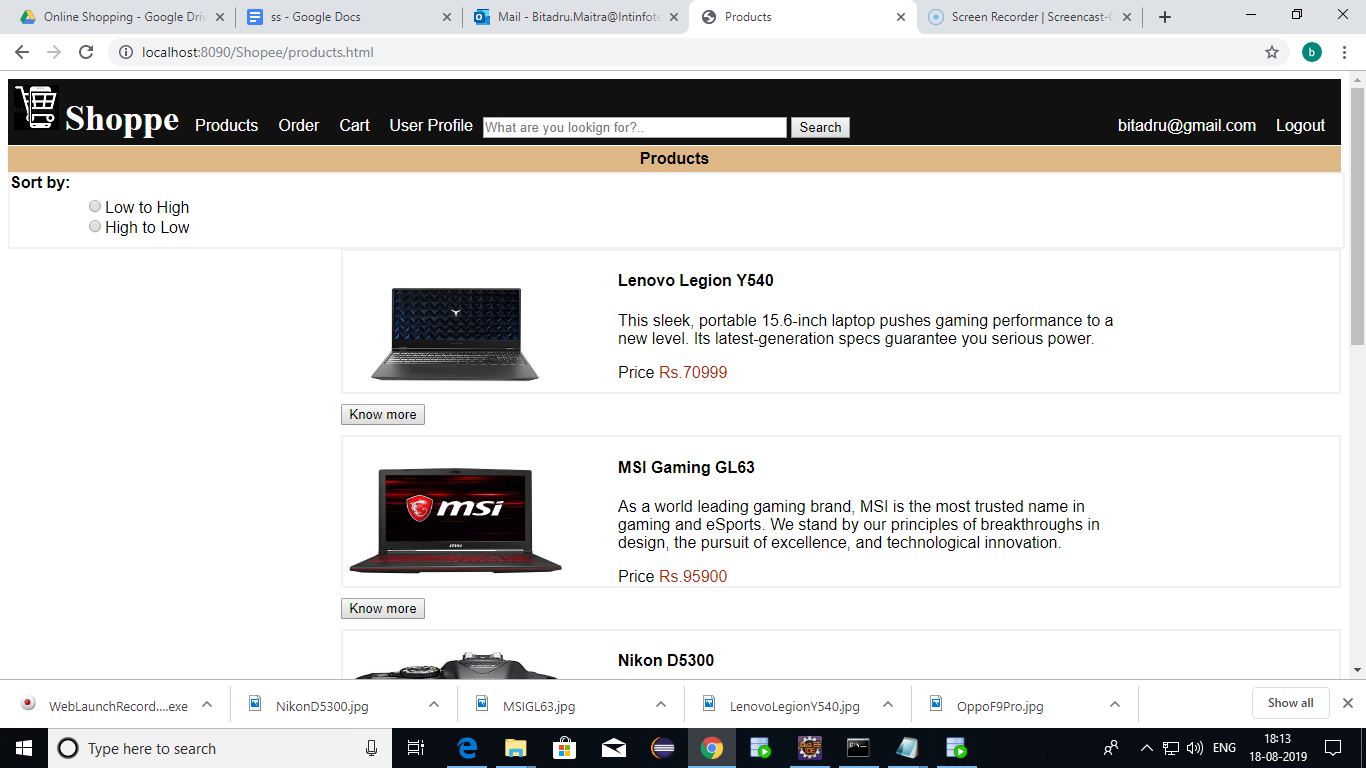 Online Shopping - Google Driv
ss - Google Docs
Mail - Bitadru.Maitra@Intinfote
Products
Screen Recorder | Screencast-O
localhost:8090/Shopee/products.html
b
Shoppe
Products
Order
Cart
User Profile
What are you lookign for?..
Search
bitadru@gmail.com
Logout
Products
Sort by:
Low to High
High to Low
Lenovo Legion Y540
This sleek, portable 15.6-inch laptop pushes gaming performance to a
new level. Its latest-generation specs guarantee you serious power.
Price Rs.70999
Know more
msi
msi
MSI Gaming GL63
As a world leading gaming brand, MSI is the most trusted name in
gaming and eSports. We stand by our principles of breakthroughs in
design, the pursuit of excellence, and technological innovation.
Price Rs.95900
Know more
Nikon D5300
WebLaunchRecord....exe
NikonD5300.jpg
MSIGL63.jpg
LenovoLegionY540.jpg
OppoF9Pro.jpg
Show all
Type here to search
ENG
18:13
18-08-2019